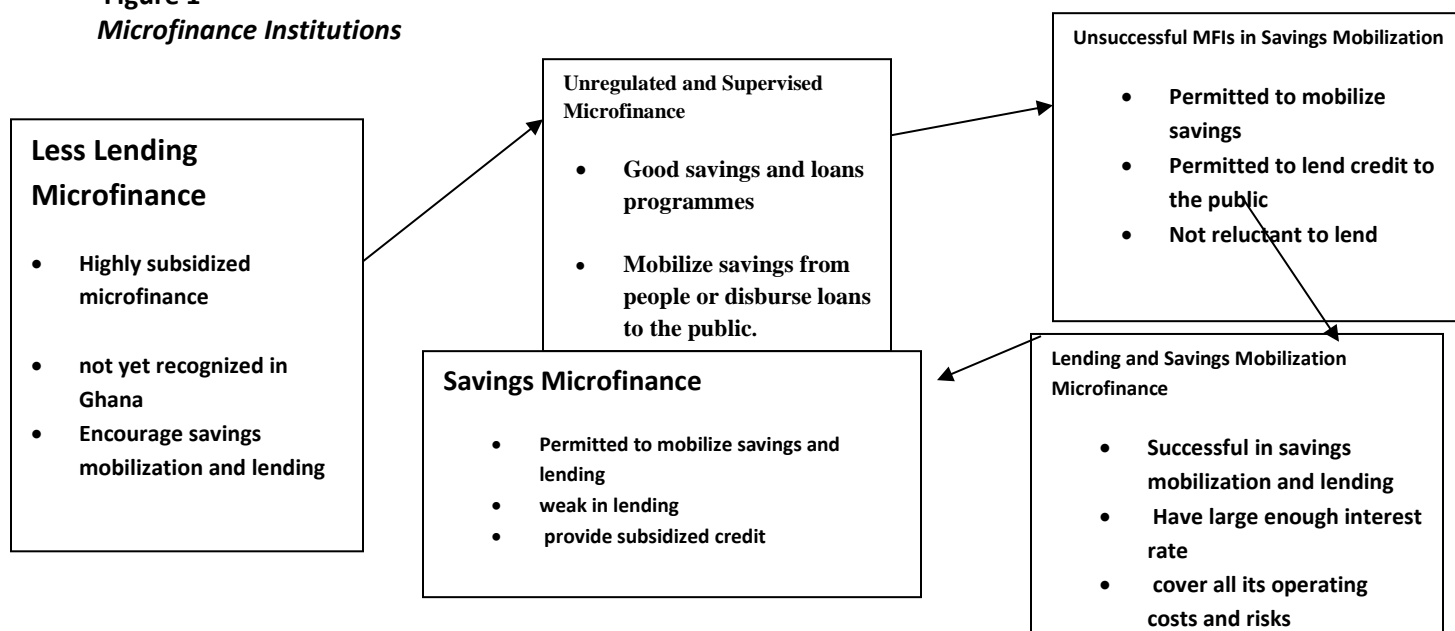 Figure 1
Microfinance Institutions
Less Lending
Microfinance
• Highly subsidized
microfinance
• not yet recognized in
Ghana
• Encourage savings
mobilization and lending
Unregulated and Supervised
Microfinance
• Good savings and loans
programmes
• Mobilize savings from
people or disburse loans
to the public.
Unsuccessful MFIs in Savings Mobilization
• Permitted to mobilize
savings
• Permitted to lend credit to
the public
• Not reluctant to lend
Lending and Savings Mobilization
Microfinance
• Successful in savings
mobilization and lending
• Have large enough interest
rate
• cover all its operating
costs and risks
Savings Microfinance
• Permitted to mobilize savings and
lending
• weak in lending
• provide subsidized credit